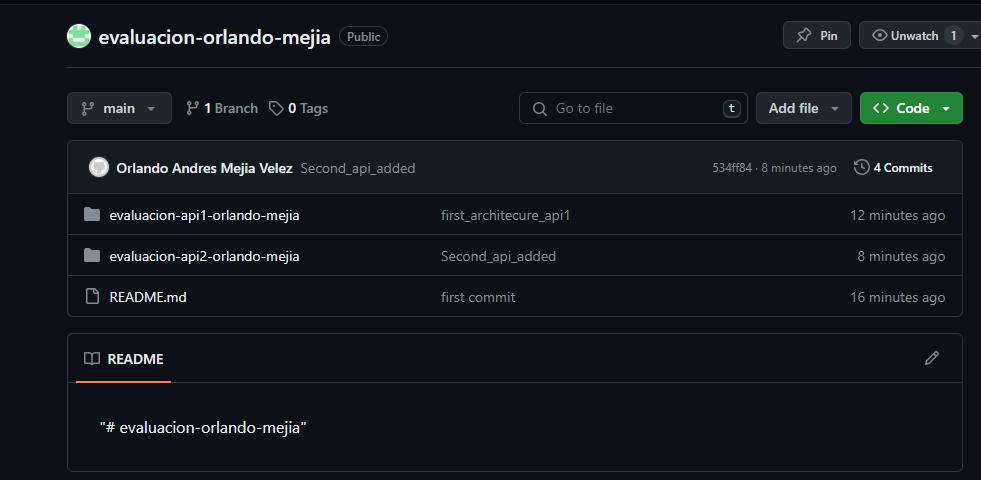 evaluacion-orlando-mejia Public Pin Unwatch 1
main 1 Branch 0 Tags Go to file t Add file Code
Orlando Andres Mejia Velez Second_api_added 534ff84 · 8 minutes ago 4 Commits
evaluacion-api1-orlando-mejia first_architecure_api1 12 minutes ago
evaluacion-api2-orlando-mejia Second_api_added 8 minutes ago
README.md first commit 16 minutes ago
README
"# evaluacion-orlando-mejia"